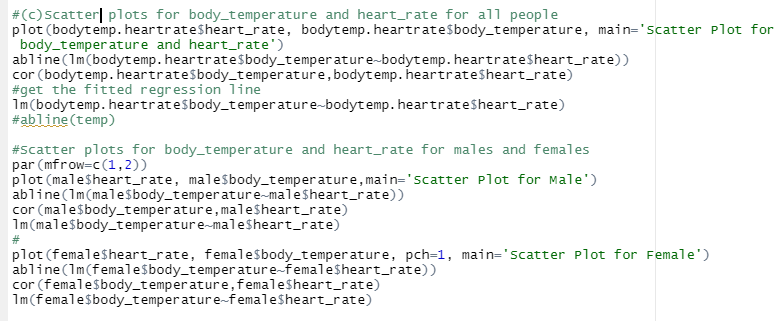 #(c)Scatter plots for body_temperature and heart_rate for all people
plot(bodytemp.heartrate$heart_rate, bodytemp.heartrate$body_temperature, main='Scatter Plot for
body_temperature and heart_rate')
abline(lm(bodytemp.heartrate$body_temperature~bodytemp.heartrate$heart_rate))
cor(bodytemp.heartrate$body_temperature,bodytemp.heartrate$heart_rate)
#get the fitted regression line
lm(bodytemp.heartrate$body_temperature~bodytemp.heartrate$heart_rate)
#abline(temp)
#Scatter plots for body_temperature and heart_rate for males and females
par(mfrow=c(1,2))
plot(male$heart_rate, male$body_temperature,main='Scatter Plot for Male')
abline(lm(male$body_temperature~male$heart_rate))
cor(male$body_temperature,male$heart_rate)
lm(male$body_temperature~male$heart_rate)
#
plot(female$heart_rate, female$body_temperature, pch=1, main='Scatter Plot for Female')
abline(lm(female$body_temperature~female$heart_rate))
cor(female$body_temperature,female$heart_rate)
lm(female$body_temperature~female$heart_rate)